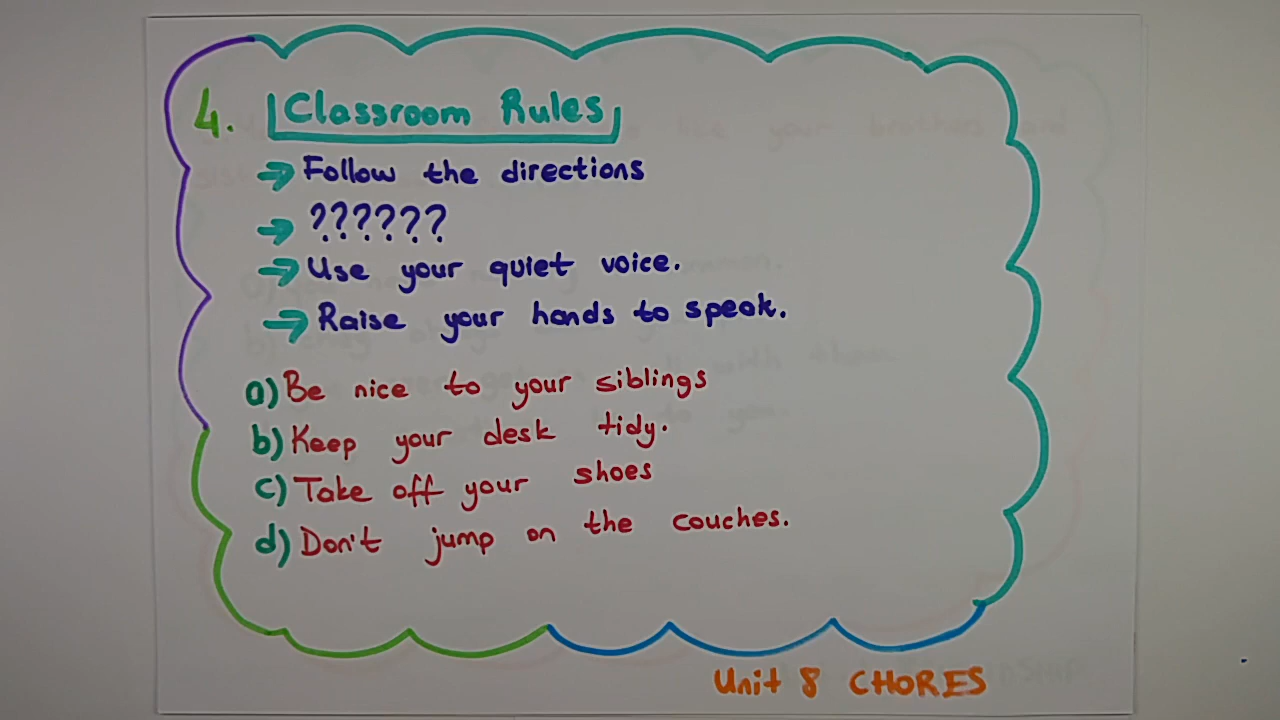 4. Classroom Rules
→ Follow the directions
→ ??????
→ Use your quiet voice.
→ Raise your hands to speak.
a) Be nice to your siblings
b) Keep your desk tidy.
c) Take off your shoes
d) Don't jump on the couches.
Unit 8 CHORES